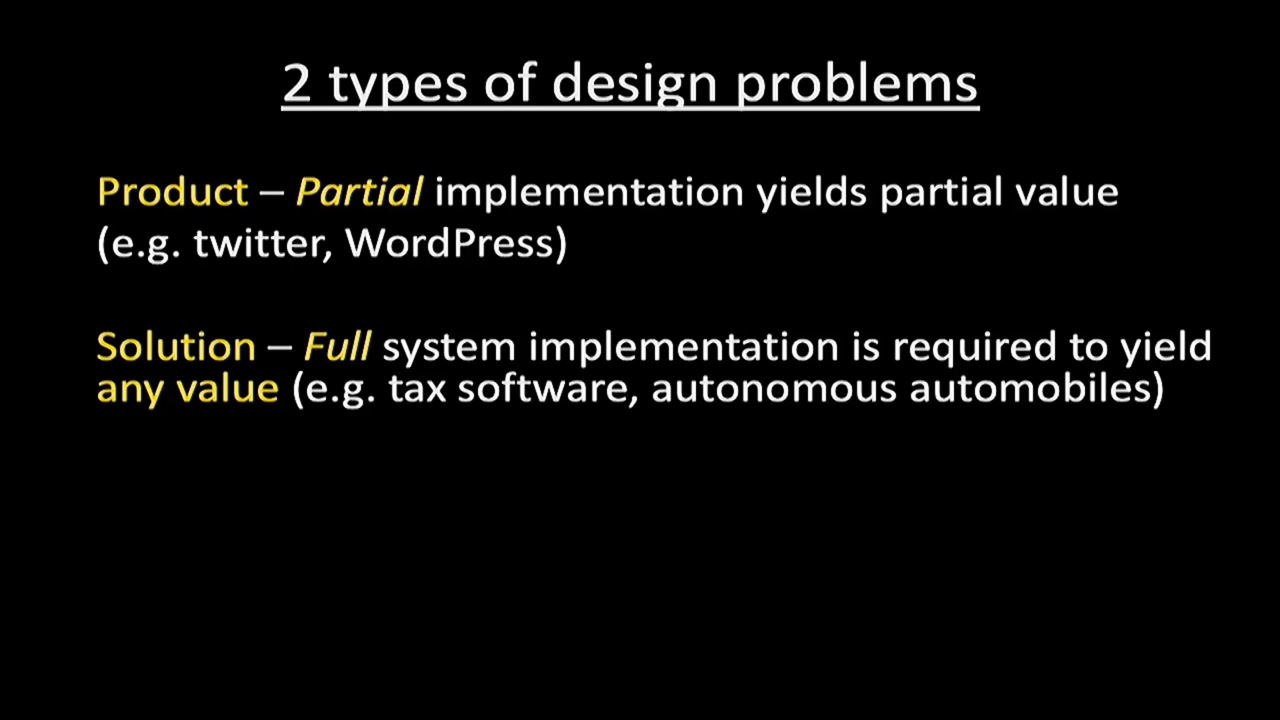 2 types of design problems
Product – Partial implementation yields partial value
(e.g. twitter, WordPress)
Solution – Full system implementation is required to yield
any value (e.g. tax software, autonomous automobiles)